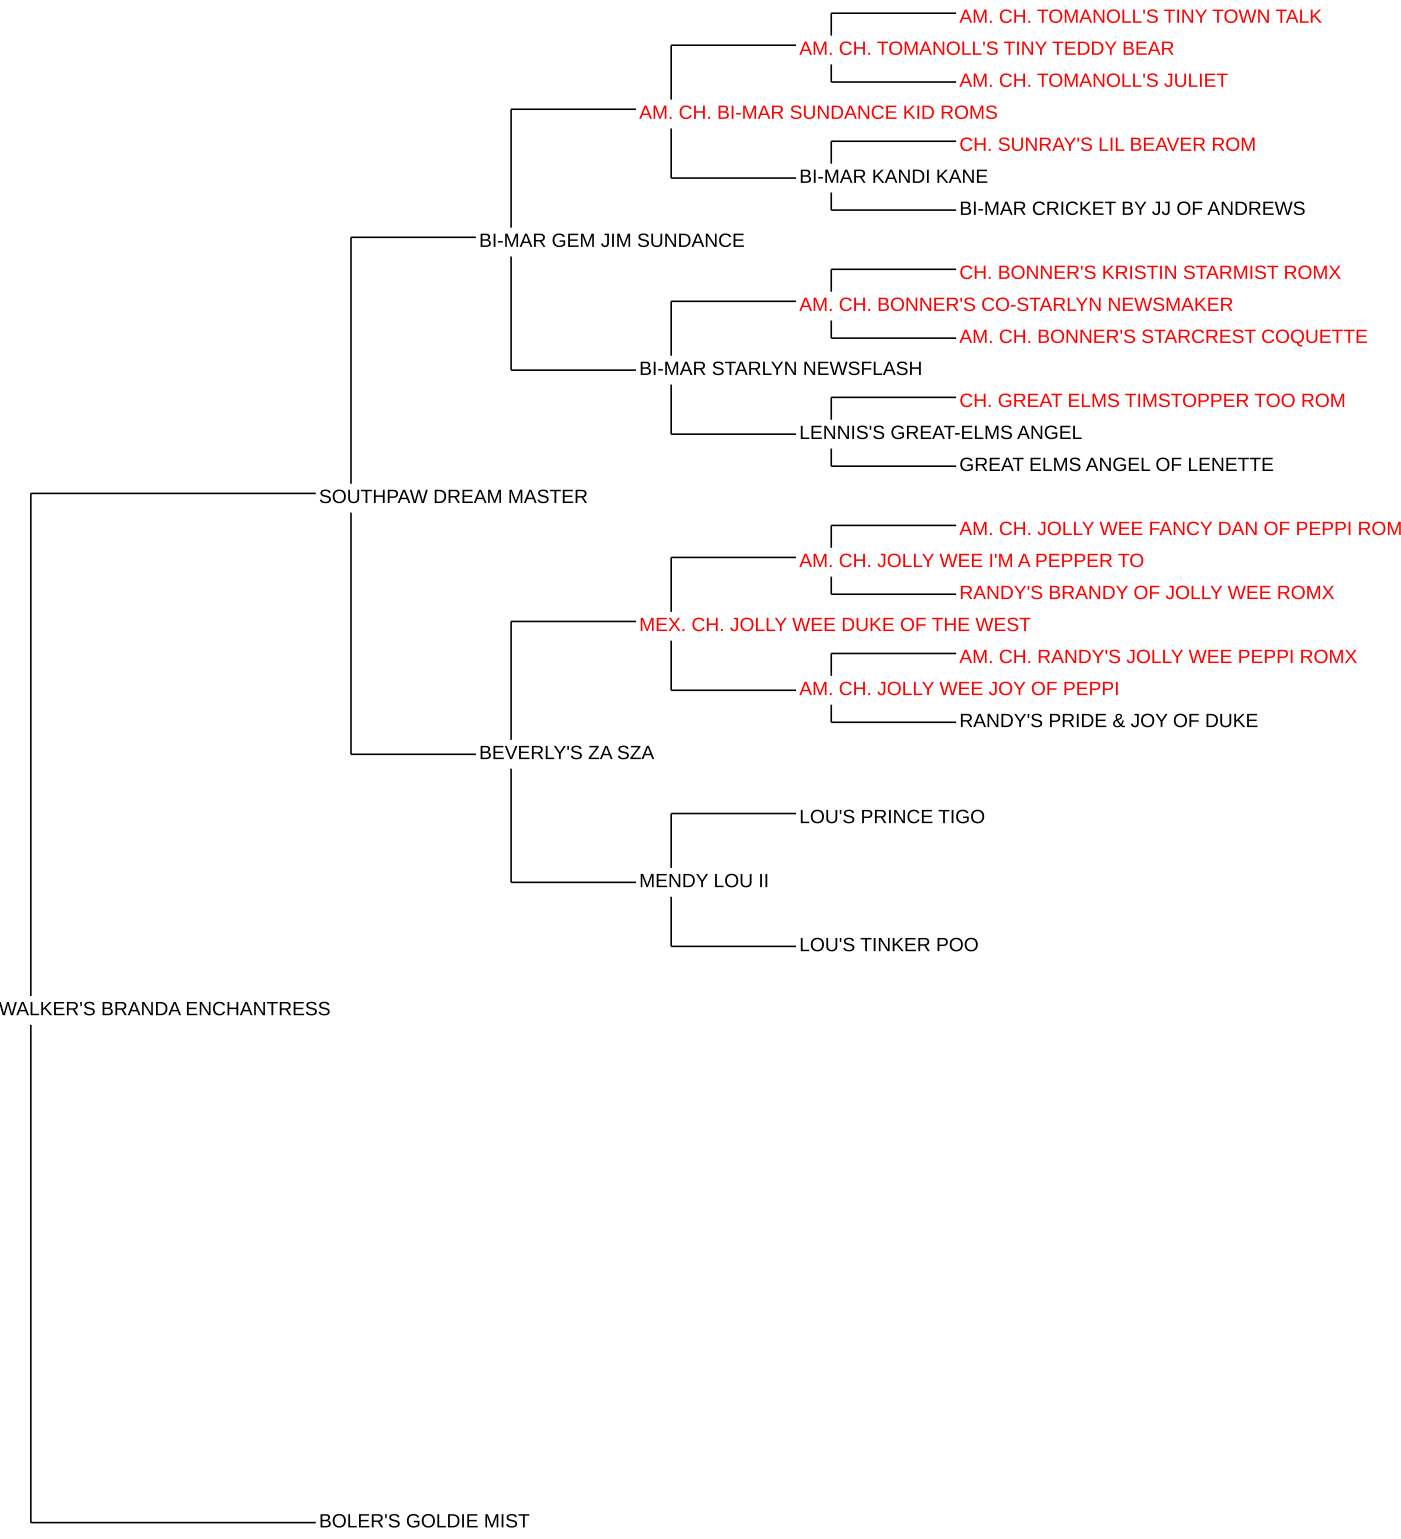 AM. CH. TOMANOLL'S TINY TOWN TALK
AM. CH. TOMANOLL'S TINY TEDDY BEAR
AM. CH. TOMANOLL'S JULIET
AM. CH. BI-MAR SUNDANCE KID ROMS
CH. SUNRAY'S LIL BEAVER ROM
BI-MAR KANDI KANE
BI-MAR CRICKET BY JJ OF ANDREWS
BI-MAR GEM JIM SUNDANCE
CH. BONNER'S KRISTIN STARMIST ROMX
AM. CH. BONNER'S CO-STARLYN NEWSMAKER
AM. CH. BONNER'S STARCREST COQUETTE
BI-MAR STARLYN NEWSFLASH
CH. GREAT ELMS TIMSTOPPER TOO ROM
LENNIS'S GREAT-ELMS ANGEL
GREAT ELMS ANGEL OF LENETTE
SOUTHPAW DREAM MASTER
AM. CH. JOLLY WEE FANCY DAN OF PEPPI ROM
AM. CH. JOLLY WEE I'M A PEPPER TO
RANDY'S BRANDY OF JOLLY WEE ROMX
MEX. CH. JOLLY WEE DUKE OF THE WEST
AM. CH. RANDY'S JOLLY WEE PEPPI ROMX
AM. CH. JOLLY WEE JOY OF PEPPI
RANDY'S PRIDE & JOY OF DUKE
BEVERLY'S ZA SZA
LOU'S PRINCE TIGO
MENDY LOU II
LOU'S TINKER POO
WALKER'S BRANDA ENCHANTRESS
BOLER'S GOLDIE MIST